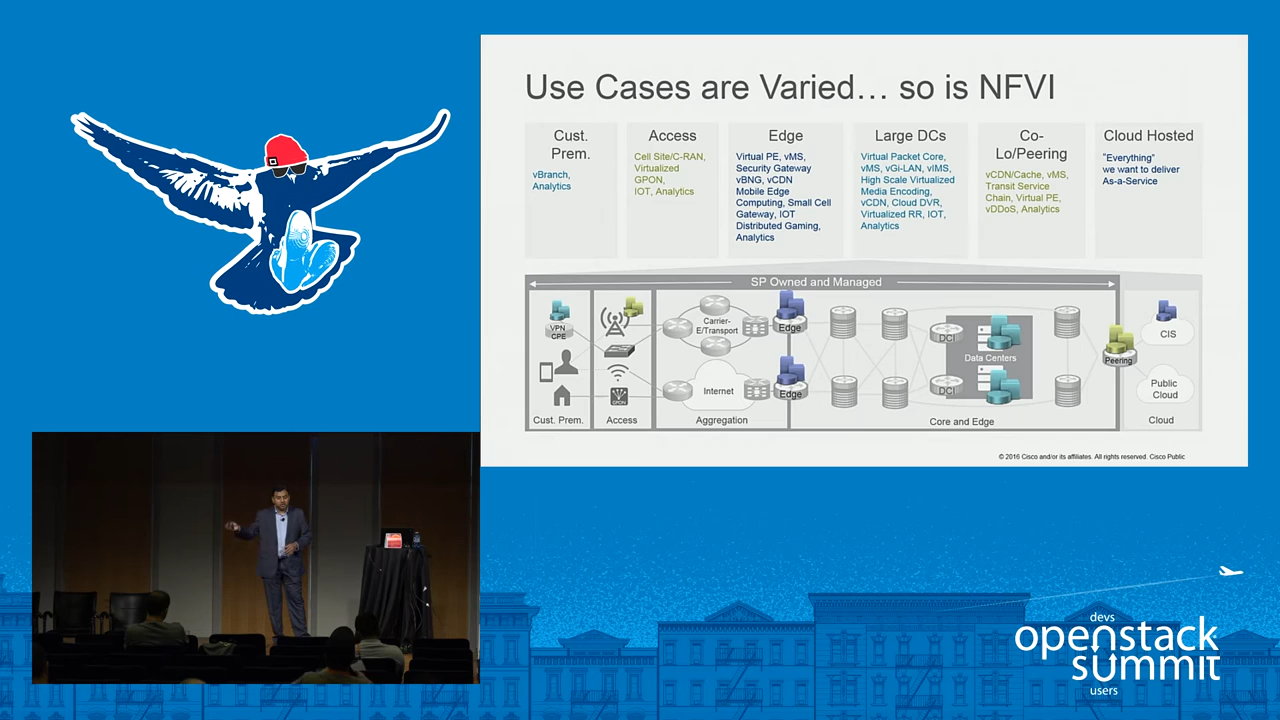 Use Cases are Varied… so is NFVI
Cust.
Prem.
vBranch,
Analytics
Access
Cell Site/C-RAN,
Virtualized
GPON,
IOT, Analytics
Edge
Virtual PE, vMS,
Security Gateway
vBNG, vCDN
Mobile Edge
Computing, Small Cell
Gateway, IOT
Distributed Gaming,
Analytics
Large DCs
Virtual Packet Core,
vMS, vGi-LAN, vIMS,
High Scale Virtualized
Media Encoding,
vCDN, Cloud DVR,
Virtualized RR, IOT,
Analytics
Co-
Lo/Peering
vCDN/Cache, vMS,
Transit Service
Chain, Virtual PE,
vDDoS, Analytics
Cloud Hosted
"Everything"
we want to deliver
As-a-Service
SP Owned and Managed
VPN
CPE
Cust. Prem.
GPON
Access
Carrier-
E/Transport
Internet
Aggregation
Edge
Edge
DCI
Data Centers
DCI
Core and Edge
Peering
CIS
Public
Cloud
Cloud
© 2016 Cisco and/or its affiliates. All rights reserved. Cisco Public
devs
openstack
summit
users